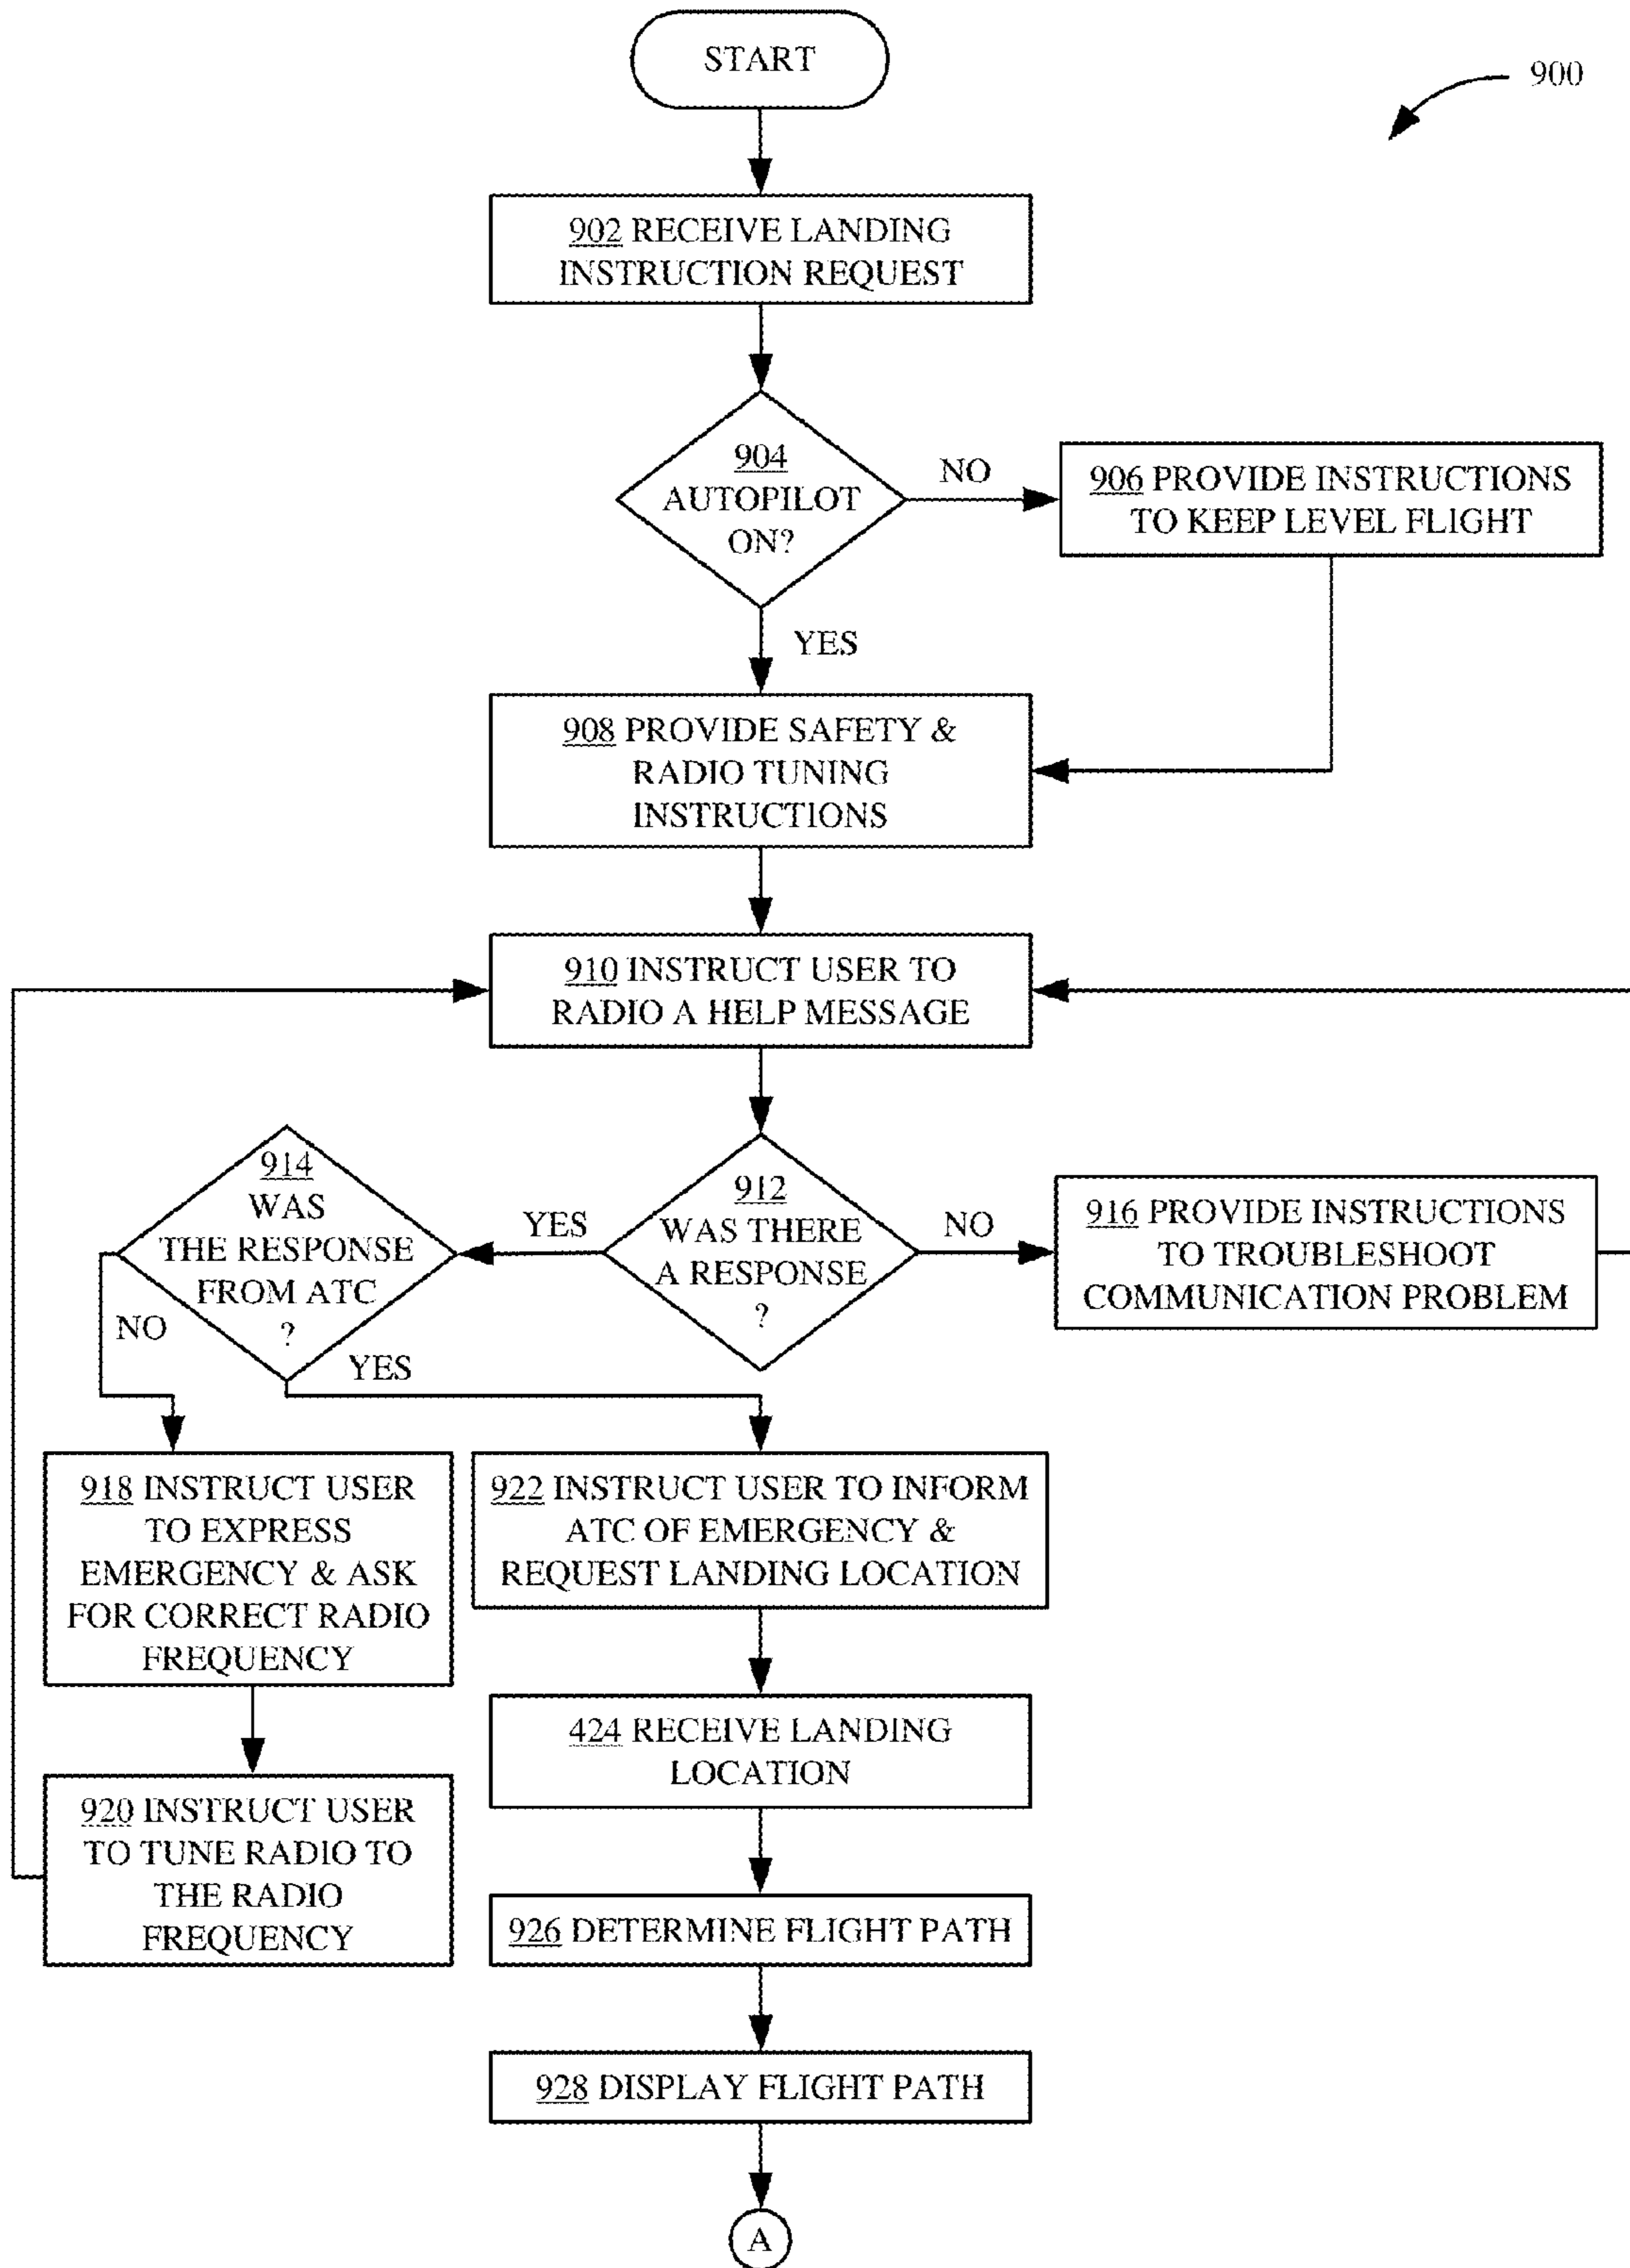 START
900
902 RECEIVE LANDING
INSTRUCTION REQUEST
904
AUTOPILOT
ON?
NO
906 PROVIDE INSTRUCTIONS
TO KEEP LEVEL FLIGHT
YES
908 PROVIDE SAFETY &
RADIO TUNING
INSTRUCTIONS
910 INSTRUCT USER TO
RADIO A HELP MESSAGE
912
WAS THERE
A RESPONSE
?
NO
916 PROVIDE INSTRUCTIONS
TO TROUBLESHOOT
COMMUNICATION PROBLEM
YES
914
WAS
THE RESPONSE
FROM ATC
?
NO
YES
918 INSTRUCT USER
TO EXPRESS
EMERGENCY & ASK
FOR CORRECT RADIO
FREQUENCY
920 INSTRUCT USER
TO TUNE RADIO TO
THE RADIO
FREQUENCY
922 INSTRUCT USER TO INFORM
ATC OF EMERGENCY &
REQUEST LANDING LOCATION
424 RECEIVE LANDING
LOCATION
926 DETERMINE FLIGHT PATH
928 DISPLAY FLIGHT PATH
A